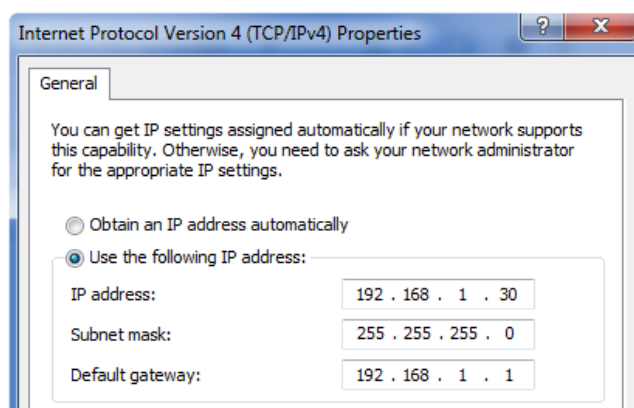 Internet Protocol Version 4 (TCP/IPv4) Properties
? X
General
You can get IP settings assigned automatically if your network supports
this capability. Otherwise, you need to ask your network administrator
for the appropriate IP settings.
Obtain an IP address automatically
Use the following IP address:
IP address: 192 . 168 . 1 . 30
Subnet mask: 255 . 255 . 255 . 0
Default gateway: 192 . 168 . 1 . 1